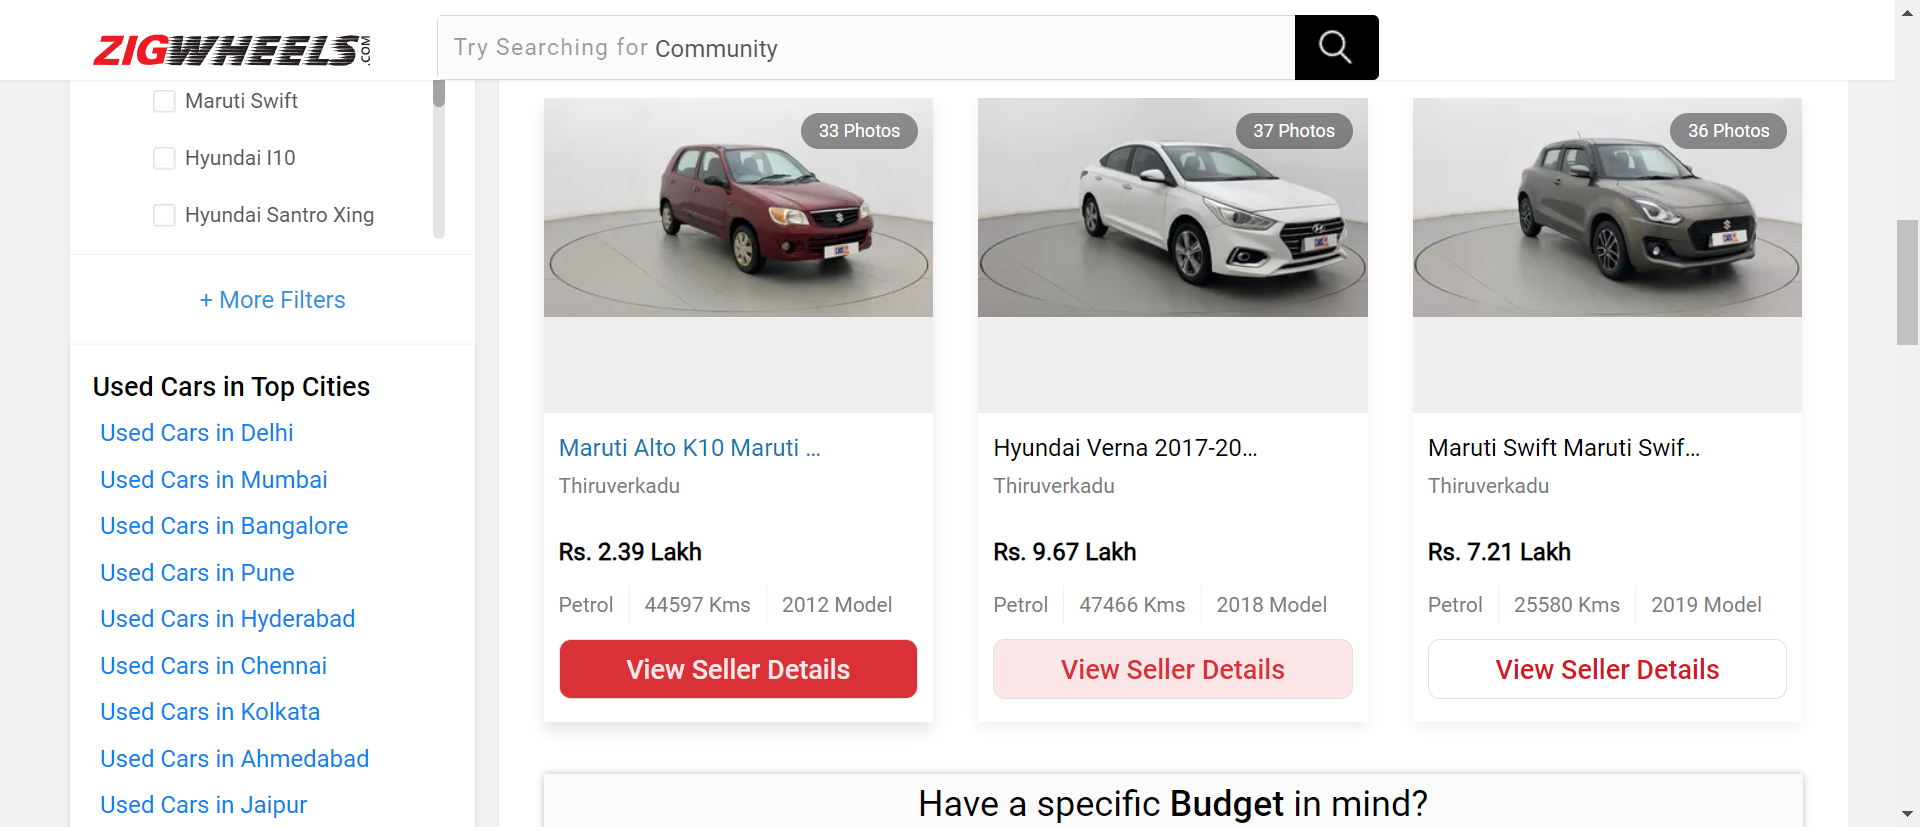 ZIGWHEELS.COM
Try Searching for Community
Maruti Swift
Hyundai I10
Hyundai Santro Xing
+ More Filters
Used Cars in Top Cities
Used Cars in Delhi
Used Cars in Mumbai
Used Cars in Bangalore
Used Cars in Pune
Used Cars in Hyderabad
Used Cars in Chennai
Used Cars in Kolkata
Used Cars in Ahmedabad
Used Cars in Jaipur
33 Photos
Maruti Alto K10 Maruti ...
Thiruverkadu
Rs. 2.39 Lakh
Petrol 44597 Kms 2012 Model
View Seller Details
37 Photos
Hyundai Verna 2017-20...
Thiruverkadu
Rs. 9.67 Lakh
Petrol 47466 Kms 2018 Model
View Seller Details
36 Photos
Maruti Swift Maruti Swif...
Thiruverkadu
Rs. 7.21 Lakh
Petrol 25580 Kms 2019 Model
View Seller Details
Have a specific Budget in mind?